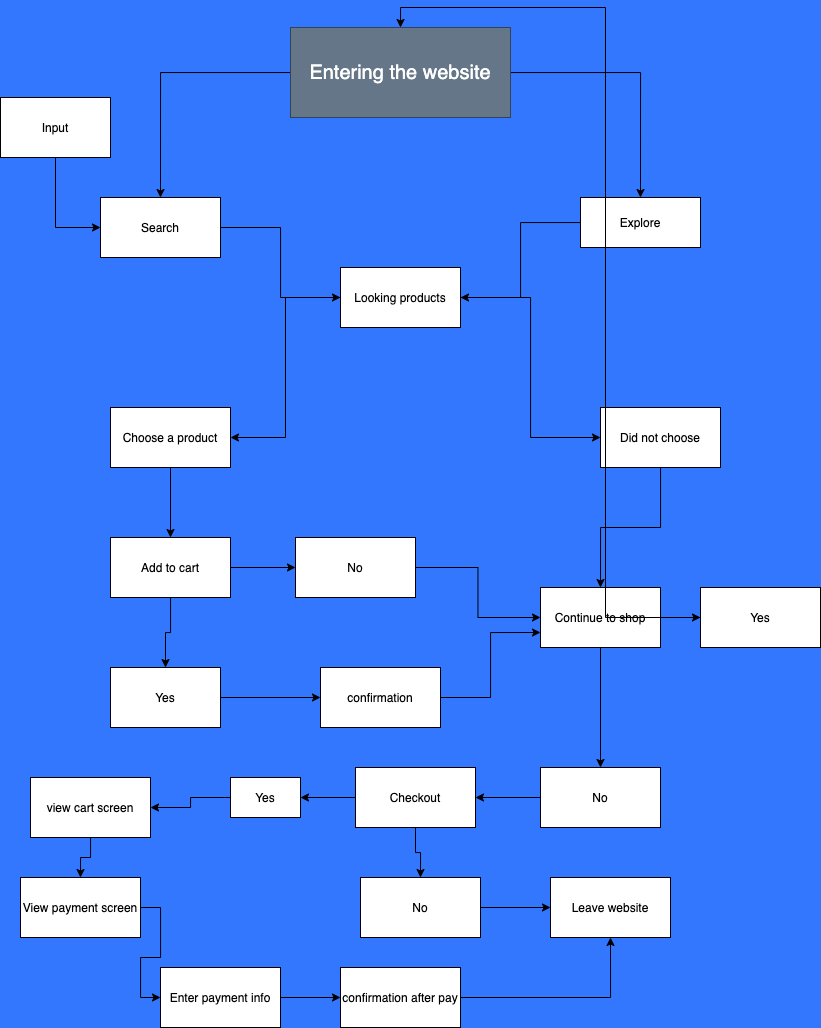 Entering the website
Input
Search
Explore
Looking products
Choose a product
Did not choose
Add to cart
No
Continue to shop
Yes
Yes
confirmation
view cart screen
Yes
Checkout
No
View payment screen
No
Leave website
Enter payment info
confirmation after pay